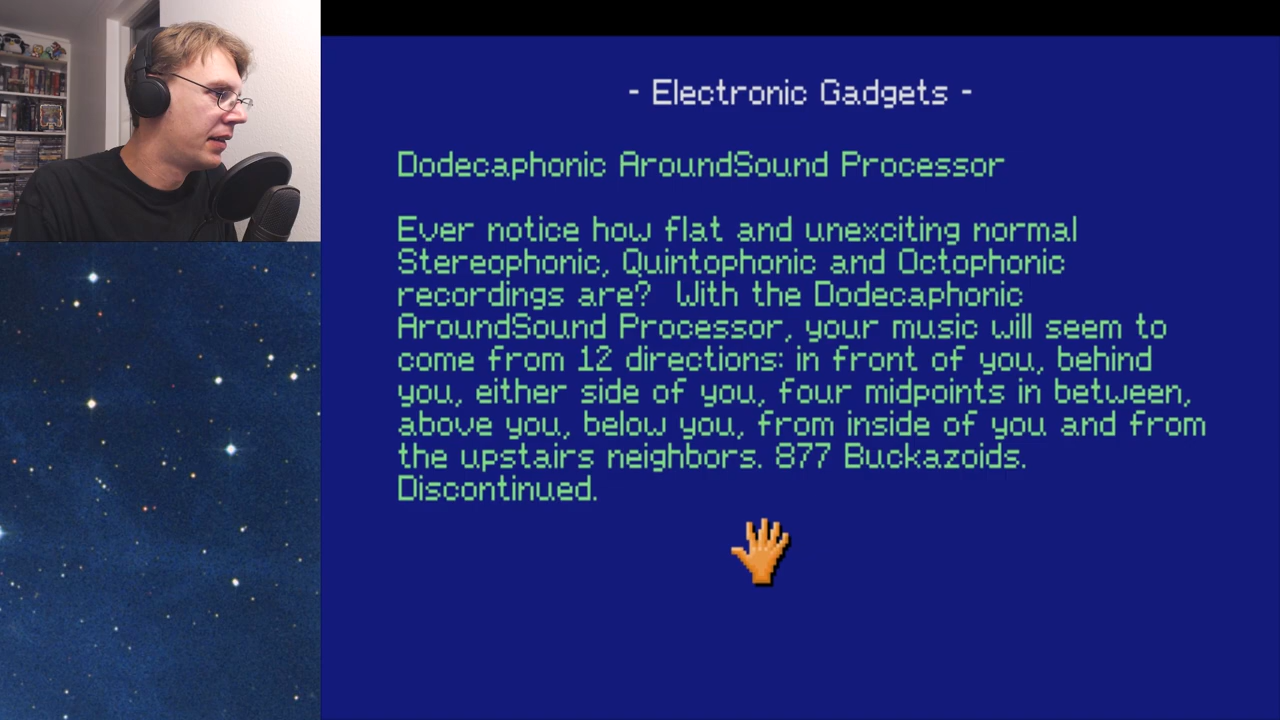 - Electronic Gadgets -
Dodecaphonic AroundSound Processor
Ever notice how flat and unexciting normal
Stereophonic, Quintophonic and Octophonic
recordings are?  With the Dodecaphonic
AroundSound Processor, your music will seem to
come from 12 directions: in front of you, behind
you, either side of you, four midpoints in between,
above you, below you, from inside of you and from
the upstairs neighbors. 877 Buckazoids.
Discontinued.